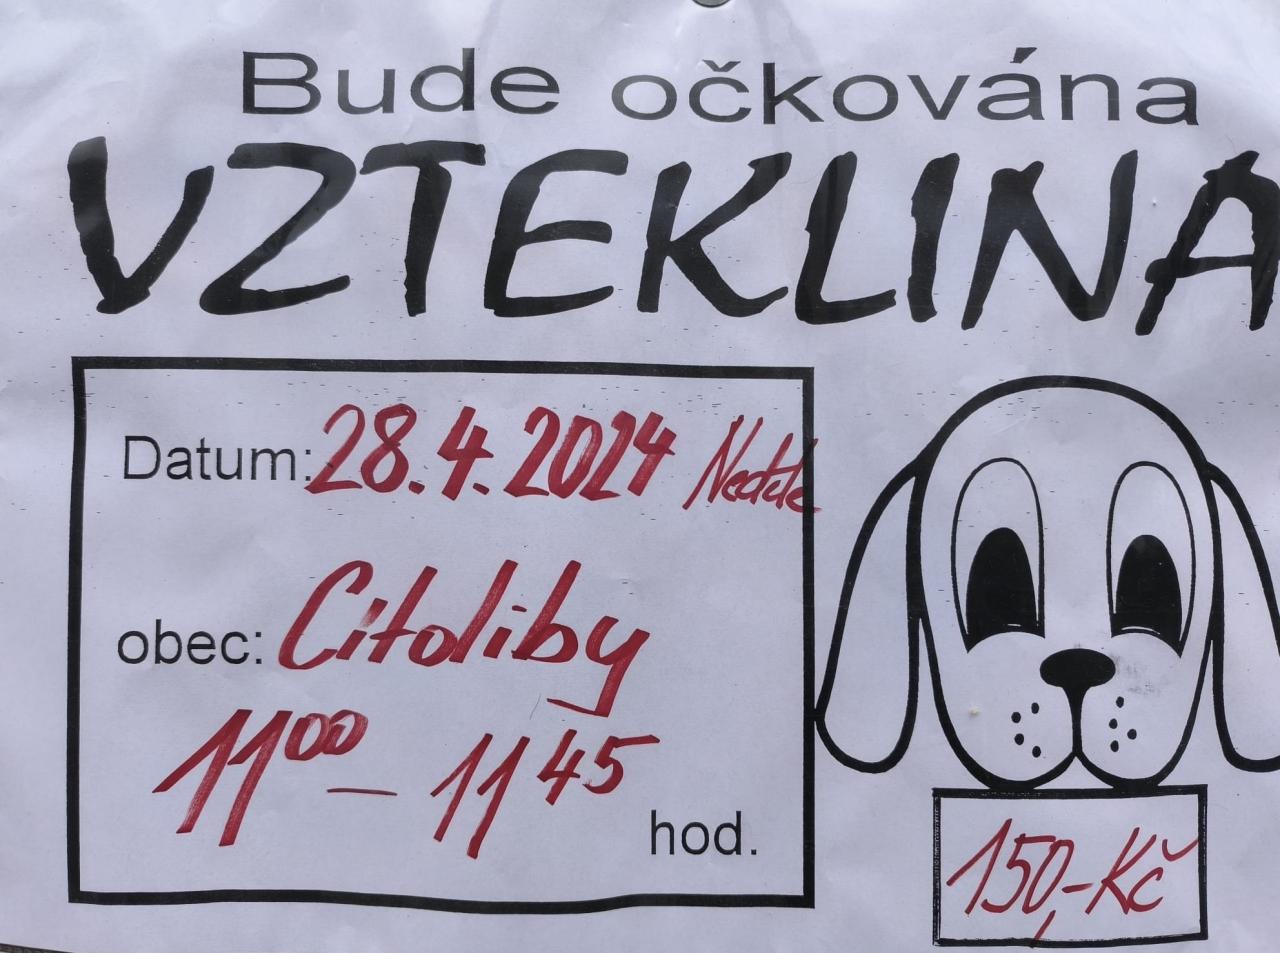 Bude očkována
VZTEKLINA
Datum: 28.4.2024 Neděle
obec: Citoliby
11⁰⁰ – 11⁴⁵
hod.
150,-Kč